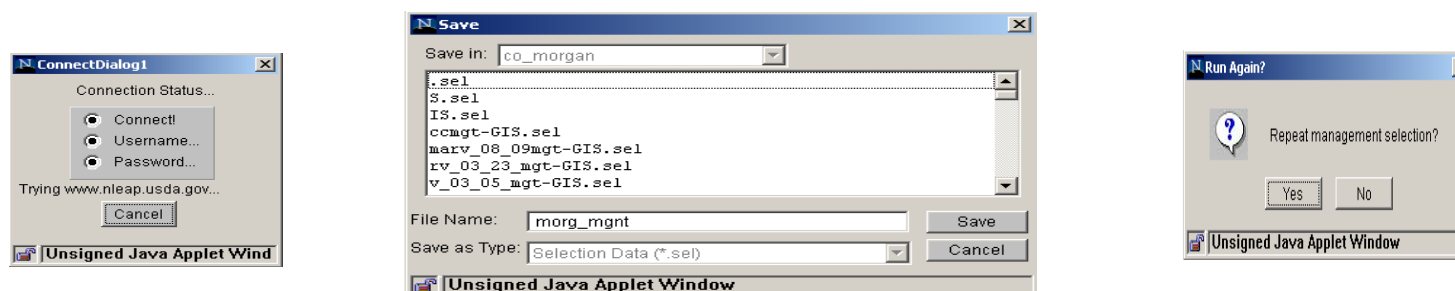 ConnectDialog1
Connection Status...
Connect!
Username...
Password...
Trying www.nleap.usda.gov...
Cancel
Unsigned Java Applet Wind
Save
Save in: co_morgan
.sel
S.sel
IS.sel
ccmgt-GIS.sel
marv_08_09mgt-GIS.sel
rv_03_23_mgt-GIS.sel
v_03_05_mgt-GIS.sel
File Name: morg_mgnt Save
Save as Type: Selection Data (*.sel) Cancel
Unsigned Java Applet Window
Run Again?
Repeat management selection?
Yes No
Unsigned Java Applet Window